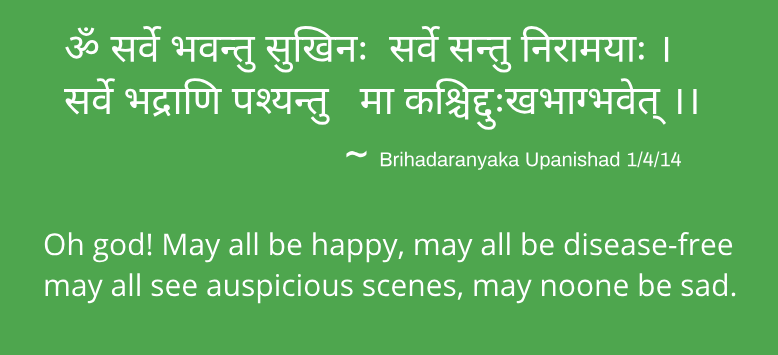 ॐ सर्वे भवन्तु सुखिनः सर्वे सन्तु निरामयाः ।
सर्वे भद्राणि पश्यन्तु मा कश्चिद्दुःखभाग्भवेत् ।।
~ Brihadaranyaka Upanishad 1/4/14
Oh god! May all be happy, may all be disease-free
may all see auspicious scenes, may noone be sad.